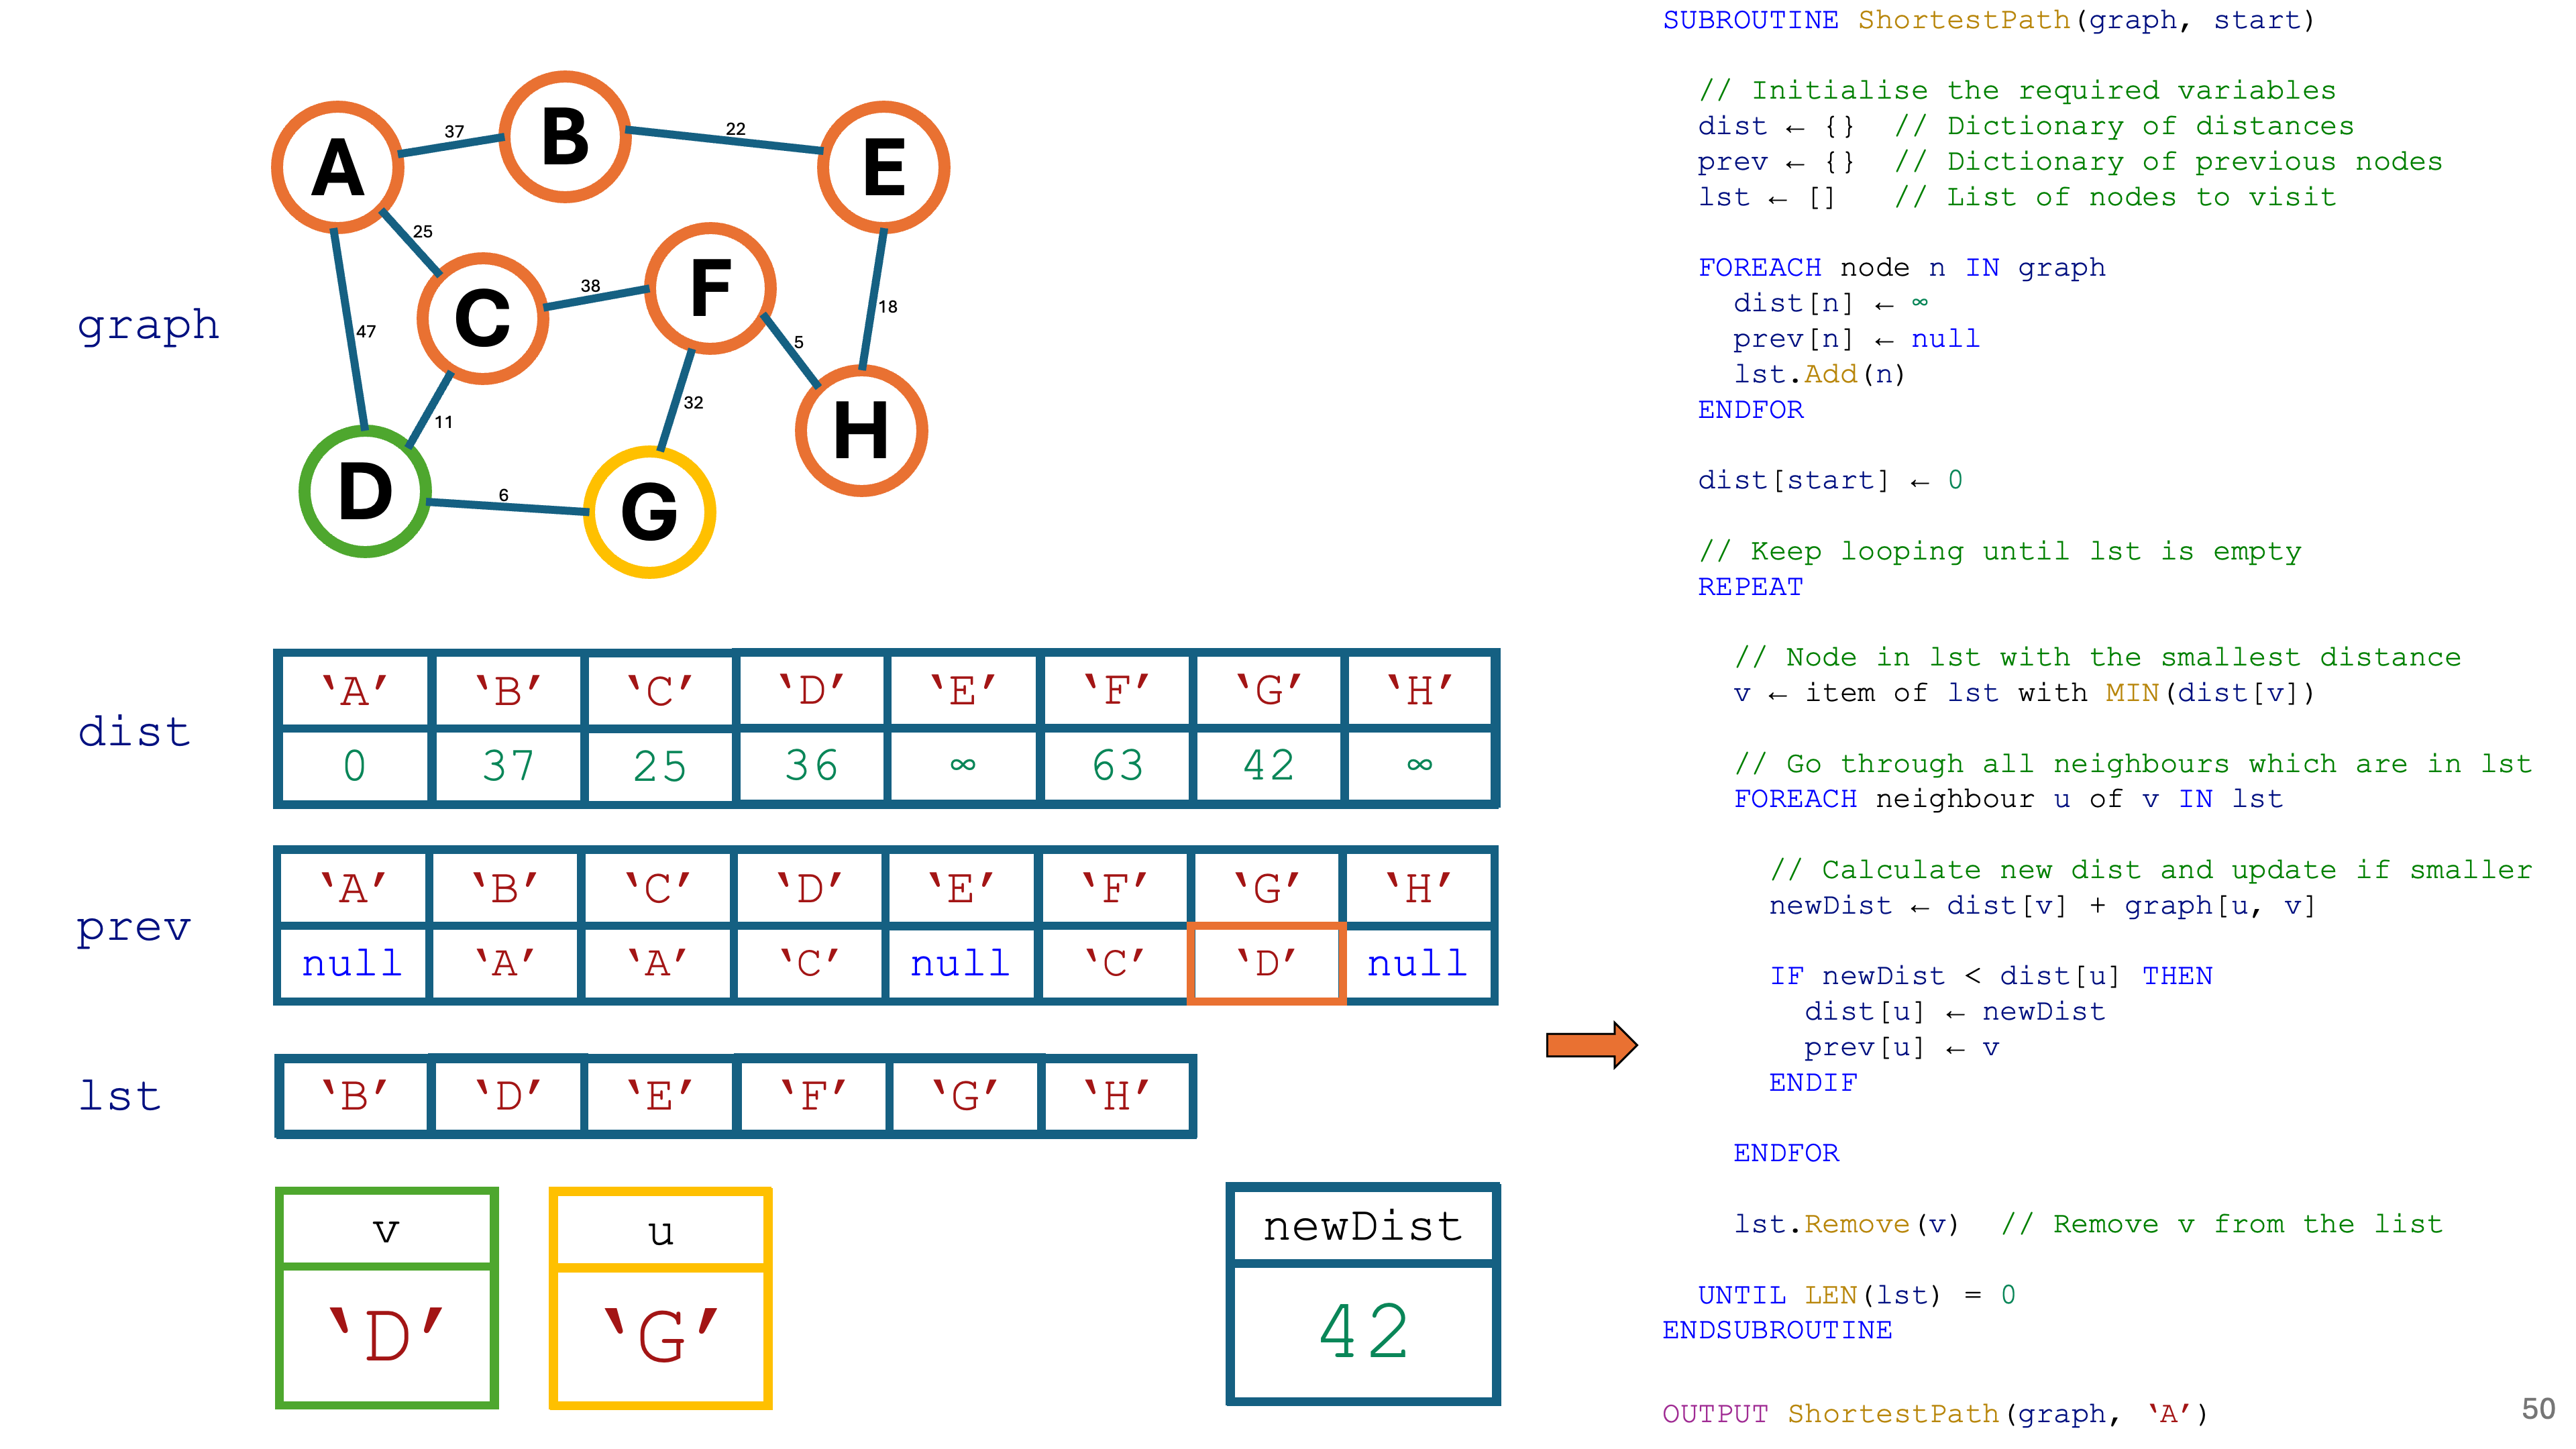 graph
A
B
C
D
E
F
G
H
37
22
25
38
47
5
18
11
32
6
dist
‘A’ ‘B’ ‘C’ ‘D’ ‘E’ ‘F’ ‘G’ ‘H’
0 37 25 36 ∞ 63 42 ∞
prev
‘A’ ‘B’ ‘C’ ‘D’ ‘E’ ‘F’ ‘G’ ‘H’
null ‘A’ ‘A’ ‘C’ null ‘C’ ‘D’ null
lst
‘B’ ‘D’ ‘E’ ‘F’ ‘G’ ‘H’
v
‘D’
u
‘G’
newDist
42
SUBROUTINE ShortestPath(graph, start)
// Initialise the required variables
dist ← {} // Dictionary of distances
prev ← {} // Dictionary of previous nodes
lst ← [] // List of nodes to visit
FOREACH node n IN graph
dist[n] ← ∞
prev[n] ← null
lst.Add(n)
ENDFOR
dist[start] ← 0
// Keep looping until lst is empty
REPEAT
// Node in lst with the smallest distance
v ← item of lst with MIN(dist[v])
// Go through all neighbours which are in lst
FOREACH neighbour u of v IN lst
// Calculate new dist and update if smaller
newDist ← dist[v] + graph[u, v]
IF newDist < dist[u] THEN
dist[u] ← newDist
prev[u] ← v
ENDIF
ENDFOR
lst.Remove(v) // Remove v from the list
UNTIL LEN(lst) = 0
ENDSUBROUTINE
OUTPUT ShortestPath(graph, ‘A’)
50